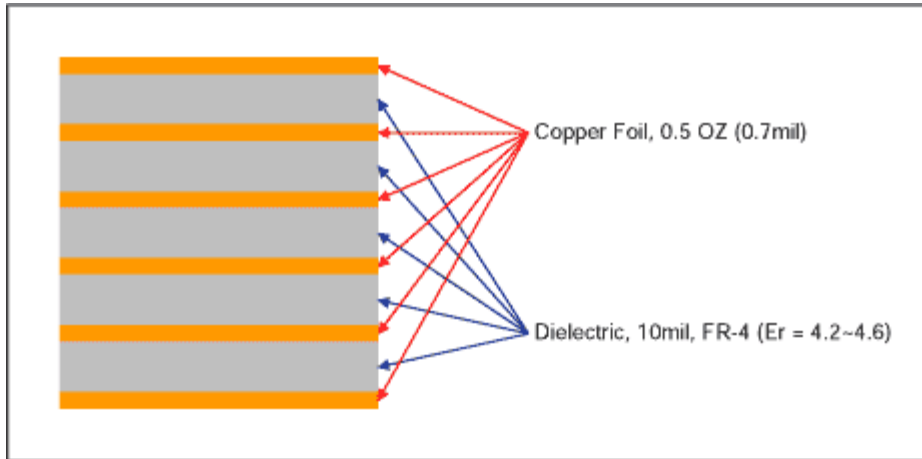 Copper Foil, 0.5 OZ (0.7mil)
Dielectric, 10mil, FR-4 (Er = 4.2~4.6)